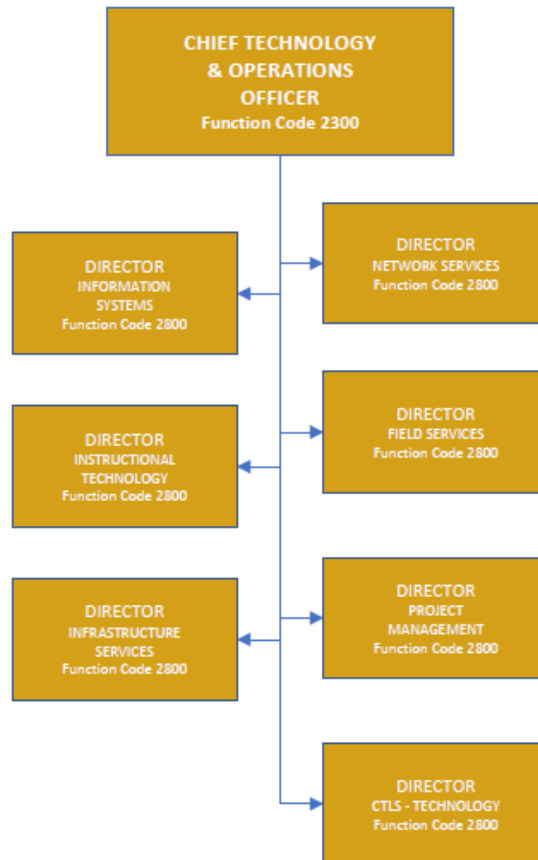 CHIEF TECHNOLOGY
& OPERATIONS
OFFICER
Function Code 2300
DIRECTOR
NETWORK SERVICES
Function Code 2800
DIRECTOR
INFORMATION
SYSTEMS
Function Code 2800
DIRECTOR
FIELD SERVICES
Function Code 2800
DIRECTOR
INSTRUCTIONAL
TECHNOLOGY
Function Code 2800
DIRECTOR
PROJECT
MANAGEMENT
Function Code 2800
DIRECTOR
INFRASTRUCTURE
SERVICES
Function Code 2800
DIRECTOR
CTLS - TECHNOLOGY
Function Code 2800